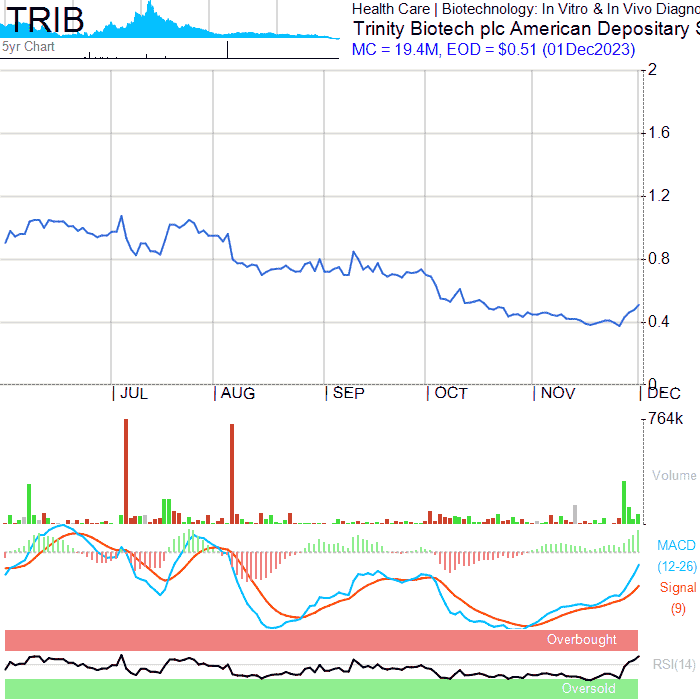 TRIB
5yr Chart
Health Care | Biotechnology: In Vitro & In Vivo Diagno
Trinity Biotech plc American Depositary S
MC = 19.4M, EOD = $0.51 (01Dec2023)
2
1.6
1.2
0.8
0.4
0
JUL
AUG
SEP
OCT
NOV
DEC
764k
Volume
MACD
(12-26)
Signal
(9)
Overbought
RSI(14)
Oversold